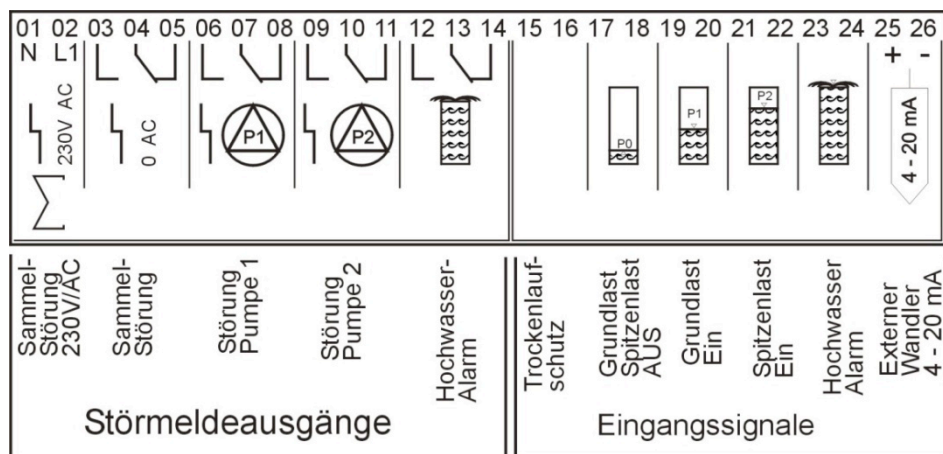 01 02 03 04 05 06 07 08 09 10 11 12 13 14 15 16 17 18 19 20 21 22 23 24 25 26
N L1
+ -
230V AC
0 AC
P1
P2
P0
P1
P2
4 - 20 mA
Sammel-
Störung
230V/AC
Sammel-
Störung
Störung
Pumpe 1
Störung
Pumpe 2
Hochwasser-
Alarm
Trockenlauf-
schutz
Grundlast
Spitzenlast
AUS
Grundlast
Ein
Spitzenlast
Ein
Hochwasser
Alarm
Externer
Wandler
4 - 20 mA
Störmeldeausgänge
Eingangssignale